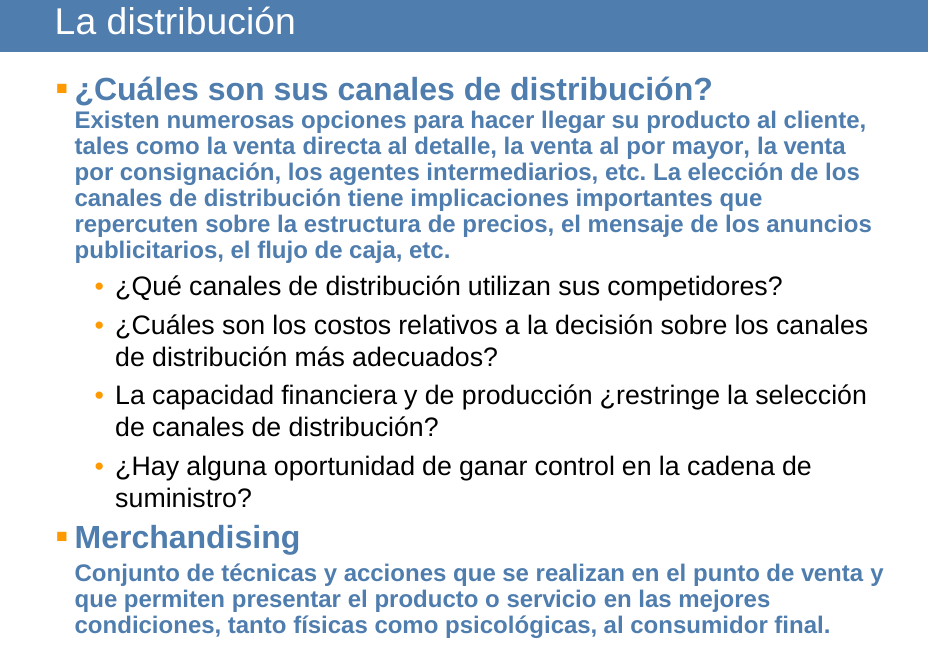 La distribución
¿Cuáles son sus canales de distribución?
Existen numerosas opciones para hacer llegar su producto al cliente,
tales como la venta directa al detalle, la venta al por mayor, la venta
por consignación, los agentes intermediarios, etc. La elección de los
canales de distribución tiene implicaciones importantes que
repercuten sobre la estructura de precios, el mensaje de los anuncios
publicitarios, el flujo de caja, etc.
• ¿Qué canales de distribución utilizan sus competidores?
• ¿Cuáles son los costos relativos a la decisión sobre los canales
de distribución más adecuados?
• La capacidad financiera y de producción ¿restringe la selección
de canales de distribución?
• ¿Hay alguna oportunidad de ganar control en la cadena de
suministro?
Merchandising
Conjunto de técnicas y acciones que se realizan en el punto de venta y
que permiten presentar el producto o servicio en las mejores
condiciones, tanto físicas como psicológicas, al consumidor final.